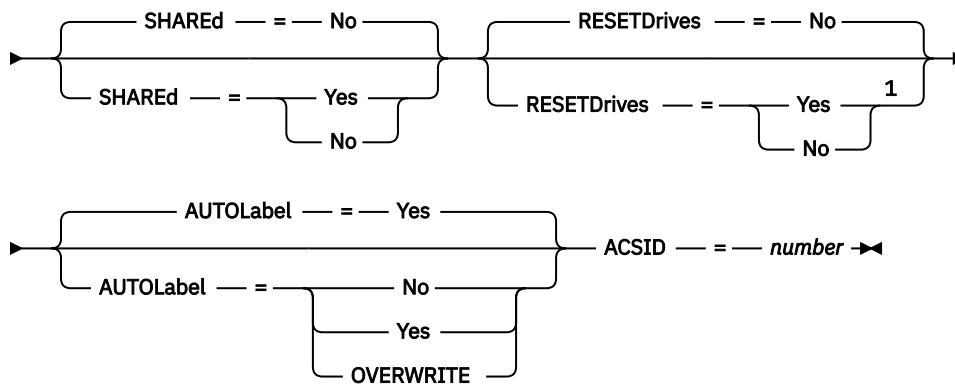 SHAREd = No RESETDrives = No
SHAREd = Yes RESETDrives = Yes 1
No No
AUTOLabel = Yes
ACSID = number
AUTOLabel = No
Yes
OVERWRITE